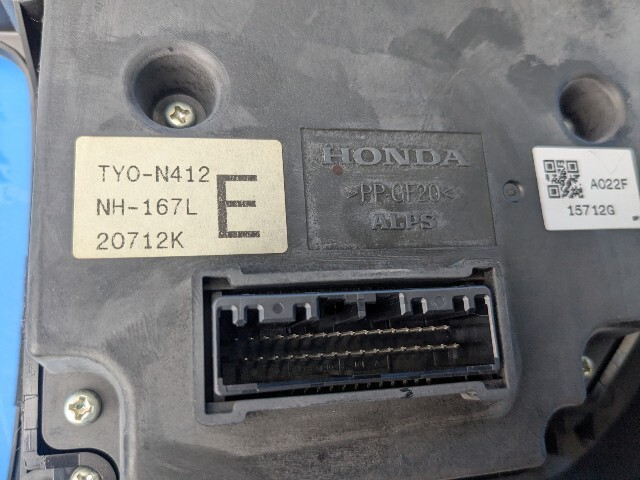 TYO-N412
NH-167L
20712K
E
HONDA
>PP-GF20<
ALPS
A022F
15712G